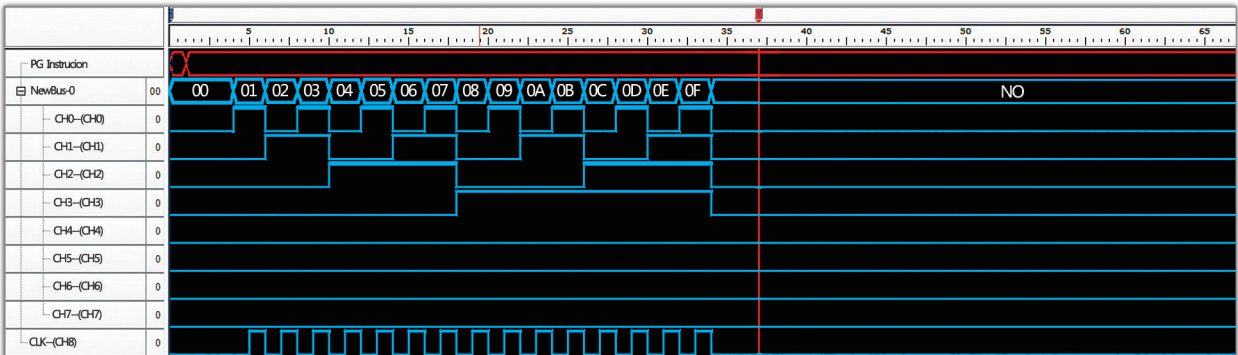 5 10 15 20 25 30 35 40 45 50 55 60 65
PG Instrucion
NewBus-0 00 00 01 02 03 04 05 06 07 08 09 0A 0B 0C 0D 0E 0F NO
CH0--(CH0) 0
CH1--(CH1) 0
CH2--(CH2) 0
CH3--(CH3) 0
CH4--(CH4) 0
CH5--(CH5) 0
CH6--(CH6) 0
CH7--(CH7) 0
CLK--(CH8) 0